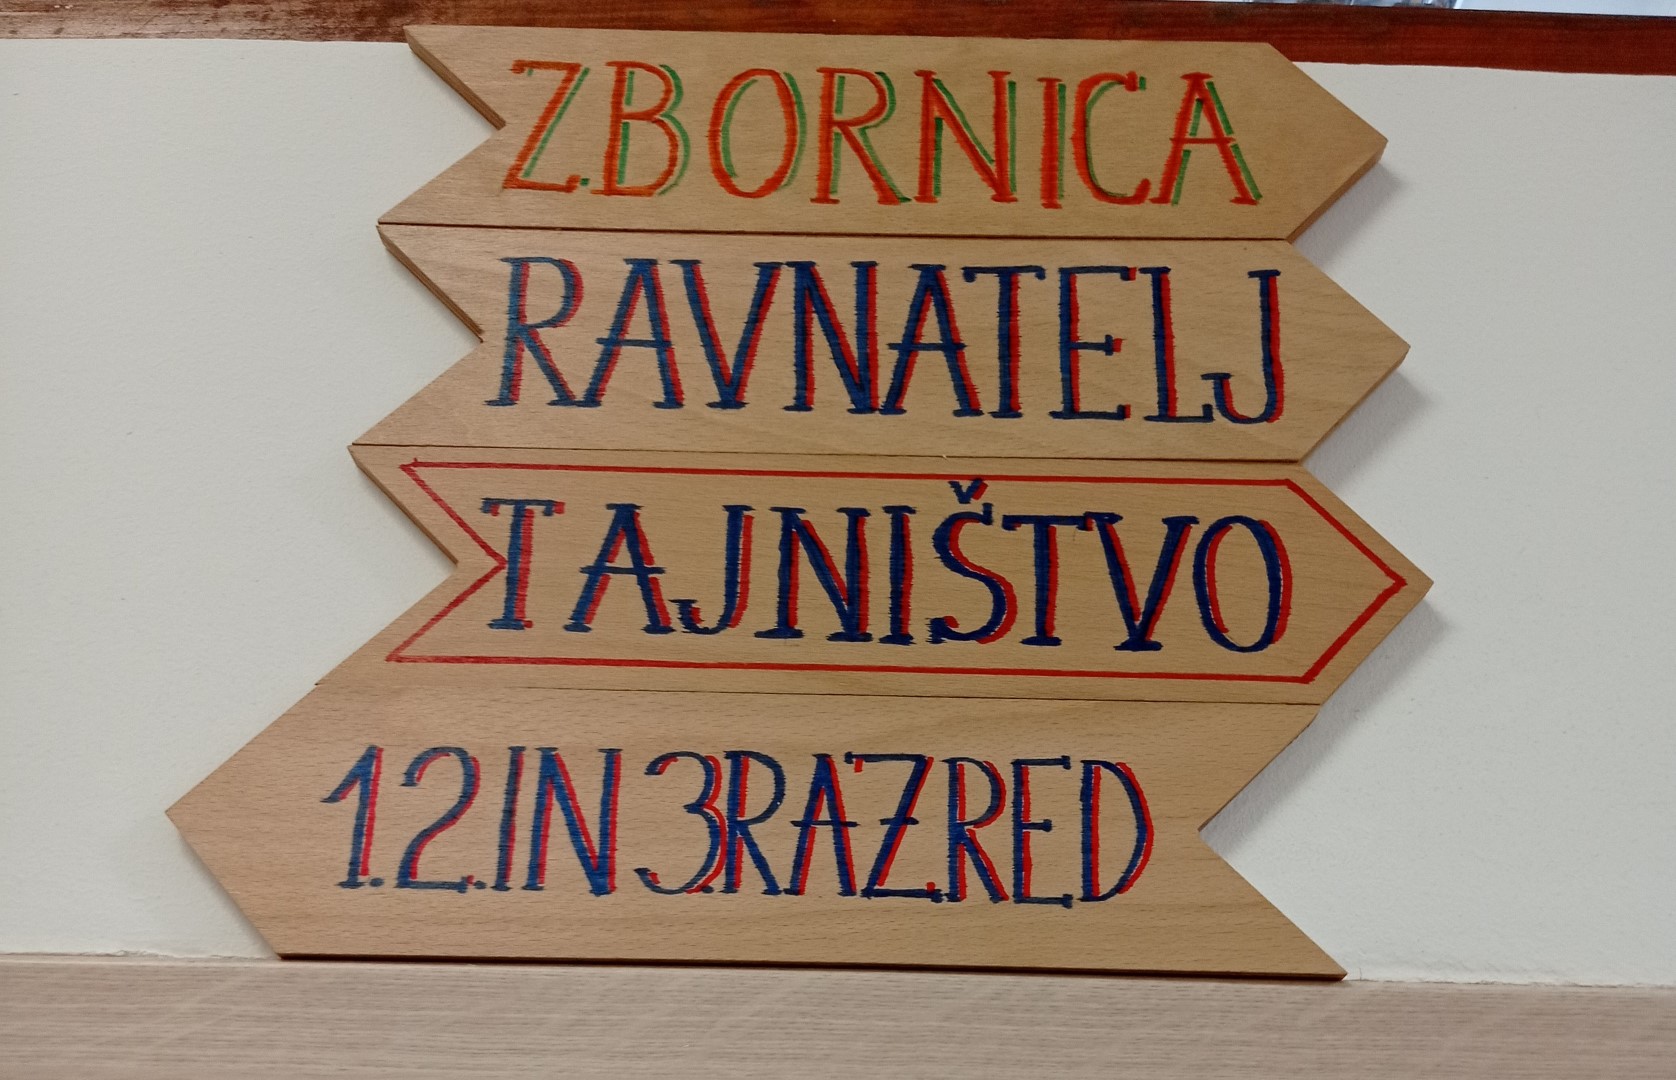 ZBORNICA
RAVNATELJ
TAJNIŠTVO
1.2.IN 3.RAZRED